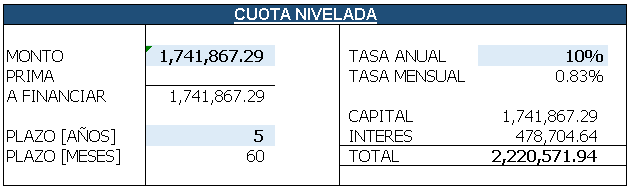 CUOTA NIVELADA
MONTO 1,741,867.29 TASA ANUAL 10%
PRIMA TASA MENSUAL 0.83%
A FINANCIAR 1,741,867.29
CAPITAL 1,741,867.29
PLAZO [AÑOS] 5 INTERES 478,704.64
PLAZO [MESES] 60 TOTAL 2,220,571.94